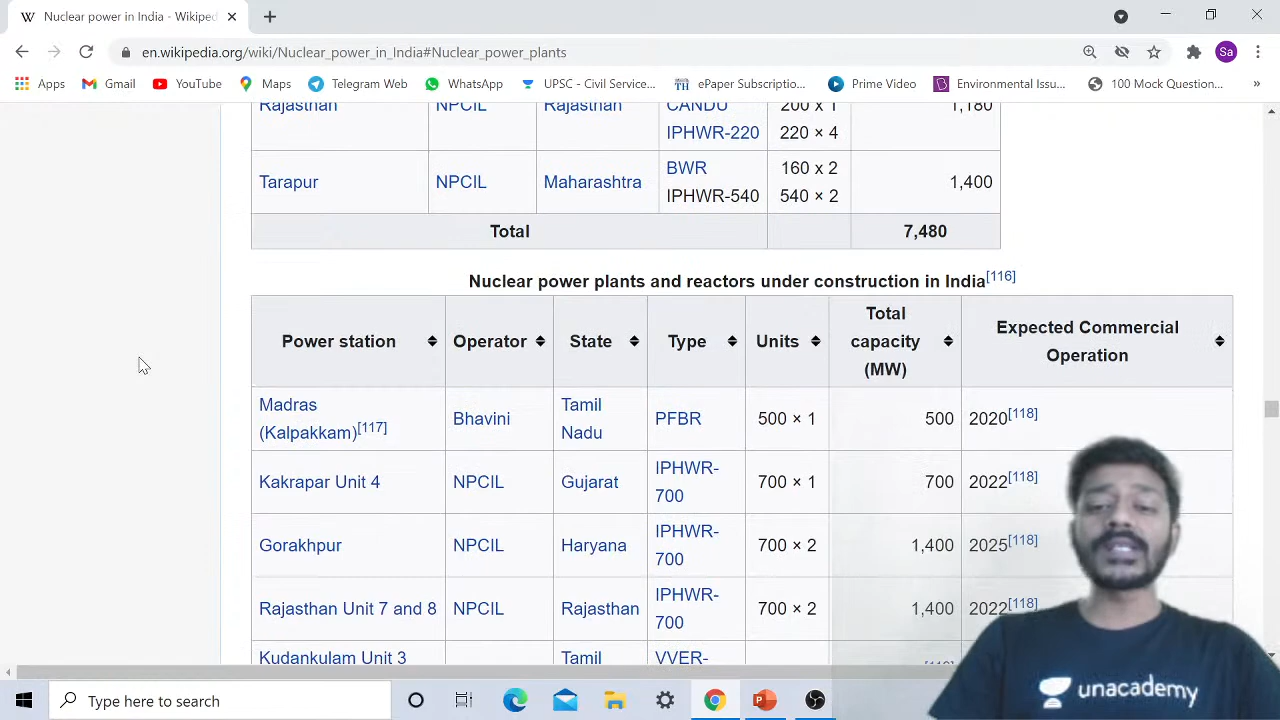 Nuclear power in India - Wikiped
en.wikipedia.org/wiki/Nuclear_power_in_India#Nuclear_power_plants
Sa
Apps Gmail YouTube Maps Telegram Web WhatsApp UPSC - Civil Service... ePaper Subscriptio... Prime Video Environmental Issu... 100 Mock Question... »
Rajasthan NPCIL Rajasthan CANDU 200 x 1 1,180
IPHWR-220 220 × 4
Tarapur NPCIL Maharashtra BWR 160 x 2 1,400
IPHWR-540 540 × 2
Total 7,480
Nuclear power plants and reactors under construction in India[116]
Power station Operator State Type Units Total capacity (MW) Expected Commercial Operation
Madras (Kalpakkam)[117] Bhavini Tamil Nadu PFBR 500 × 1 500 2020[118]
Kakrapar Unit 4 NPCIL Gujarat IPHWR-700 700 × 1 700 2022[118]
Gorakhpur NPCIL Haryana IPHWR-700 700 × 2 1,400 2025[118]
Rajasthan Unit 7 and 8 NPCIL Rajasthan IPHWR-700 700 × 2 1,400 2022[118]
Kudankulam Unit 3 Tamil VVER-
unacademy
Type here to search